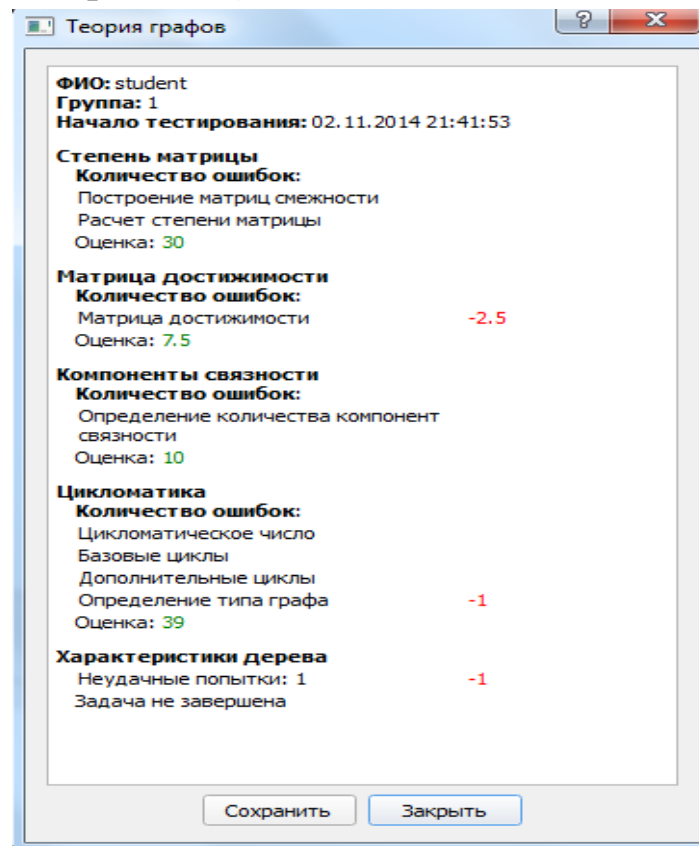 Теория графов
ФИО: student
Группа: 1
Начало тестирования: 02.11.2014 21:41:53
Степень матрицы
Количество ошибок:
Построение матриц смежности
Расчет степени матрицы
Оценка: 30
Матрица достижимости
Количество ошибок:
Матрица достижимости -2.5
Оценка: 7.5
Компоненты связности
Количество ошибок:
Определение количества компонент
связности
Оценка: 10
Цикломатика
Количество ошибок:
Цикломатическое число
Базовые циклы
Дополнительные циклы
Определение типа графа -1
Оценка: 39
Характеристики дерева
Неудачные попытки: 1 -1
Задача не завершена
Сохранить Закрыть